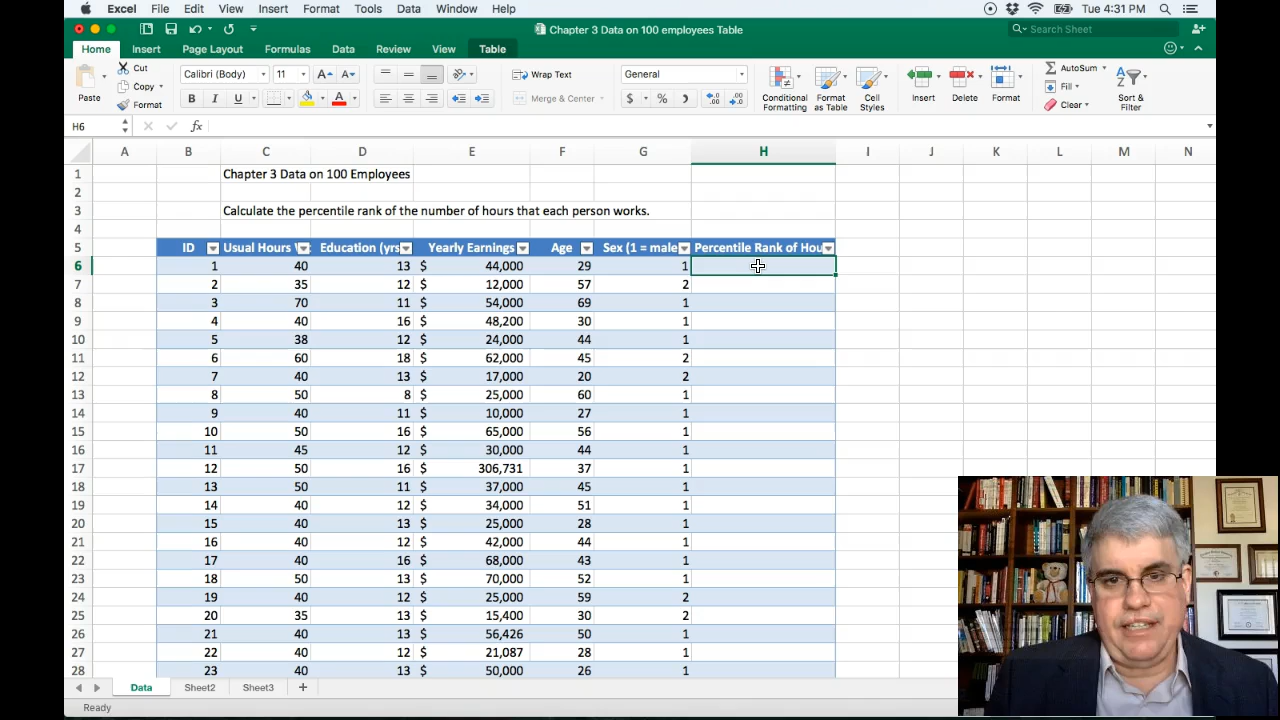 Excel File Edit View Insert Format Tools Data Window Help Tue 4:31 PM
Chapter 3 Data on 100 employees Table Search Sheet
Home Insert Page Layout Formulas Data Review View Table
Paste Cut Copy Format Calibri (Body) 11 Wrap Text General AutoSum
B I U Merge & Center $ % Conditional Formatting Format as Table Cell Styles Insert Delete Format Fill Clear Sort & Filter
H6 fx
A B C D E F G H I J K L M N
1 Chapter 3 Data on 100 Employees
2
3 Calculate the percentile rank of the number of hours that each person works.
4
5 ID Usual Hours Education (yrs Yearly Earnings Age Sex (1 = male Percentile Rank of Hou
6 1 40 13 $ 44,000 29 1
7 2 35 12 $ 12,000 57 2
8 3 70 11 $ 54,000 69 1
9 4 40 16 $ 48,200 30 1
10 5 38 12 $ 24,000 44 1
11 6 60 18 $ 62,000 45 2
12 7 40 13 $ 17,000 20 2
13 8 50 8 $ 25,000 60 1
14 9 40 11 $ 10,000 27 1
15 10 50 16 $ 65,000 56 1
16 11 45 12 $ 30,000 44 1
17 12 50 16 $ 306,731 37 1
18 13 50 11 $ 37,000 45 1
19 14 40 12 $ 34,000 51 1
20 15 40 13 $ 25,000 28 1
21 16 40 12 $ 42,000 44 1
22 17 40 16 $ 68,000 43 1
23 18 50 13 $ 70,000 52 1
24 19 40 12 $ 25,000 59 2
25 20 35 13 $ 15,400 30 2
26 21 40 13 $ 56,426 50 1
27 22 40 12 $ 21,087 28 1
28 23 40 13 $ 50,000 26 1
Data Sheet2 Sheet3 +
Ready